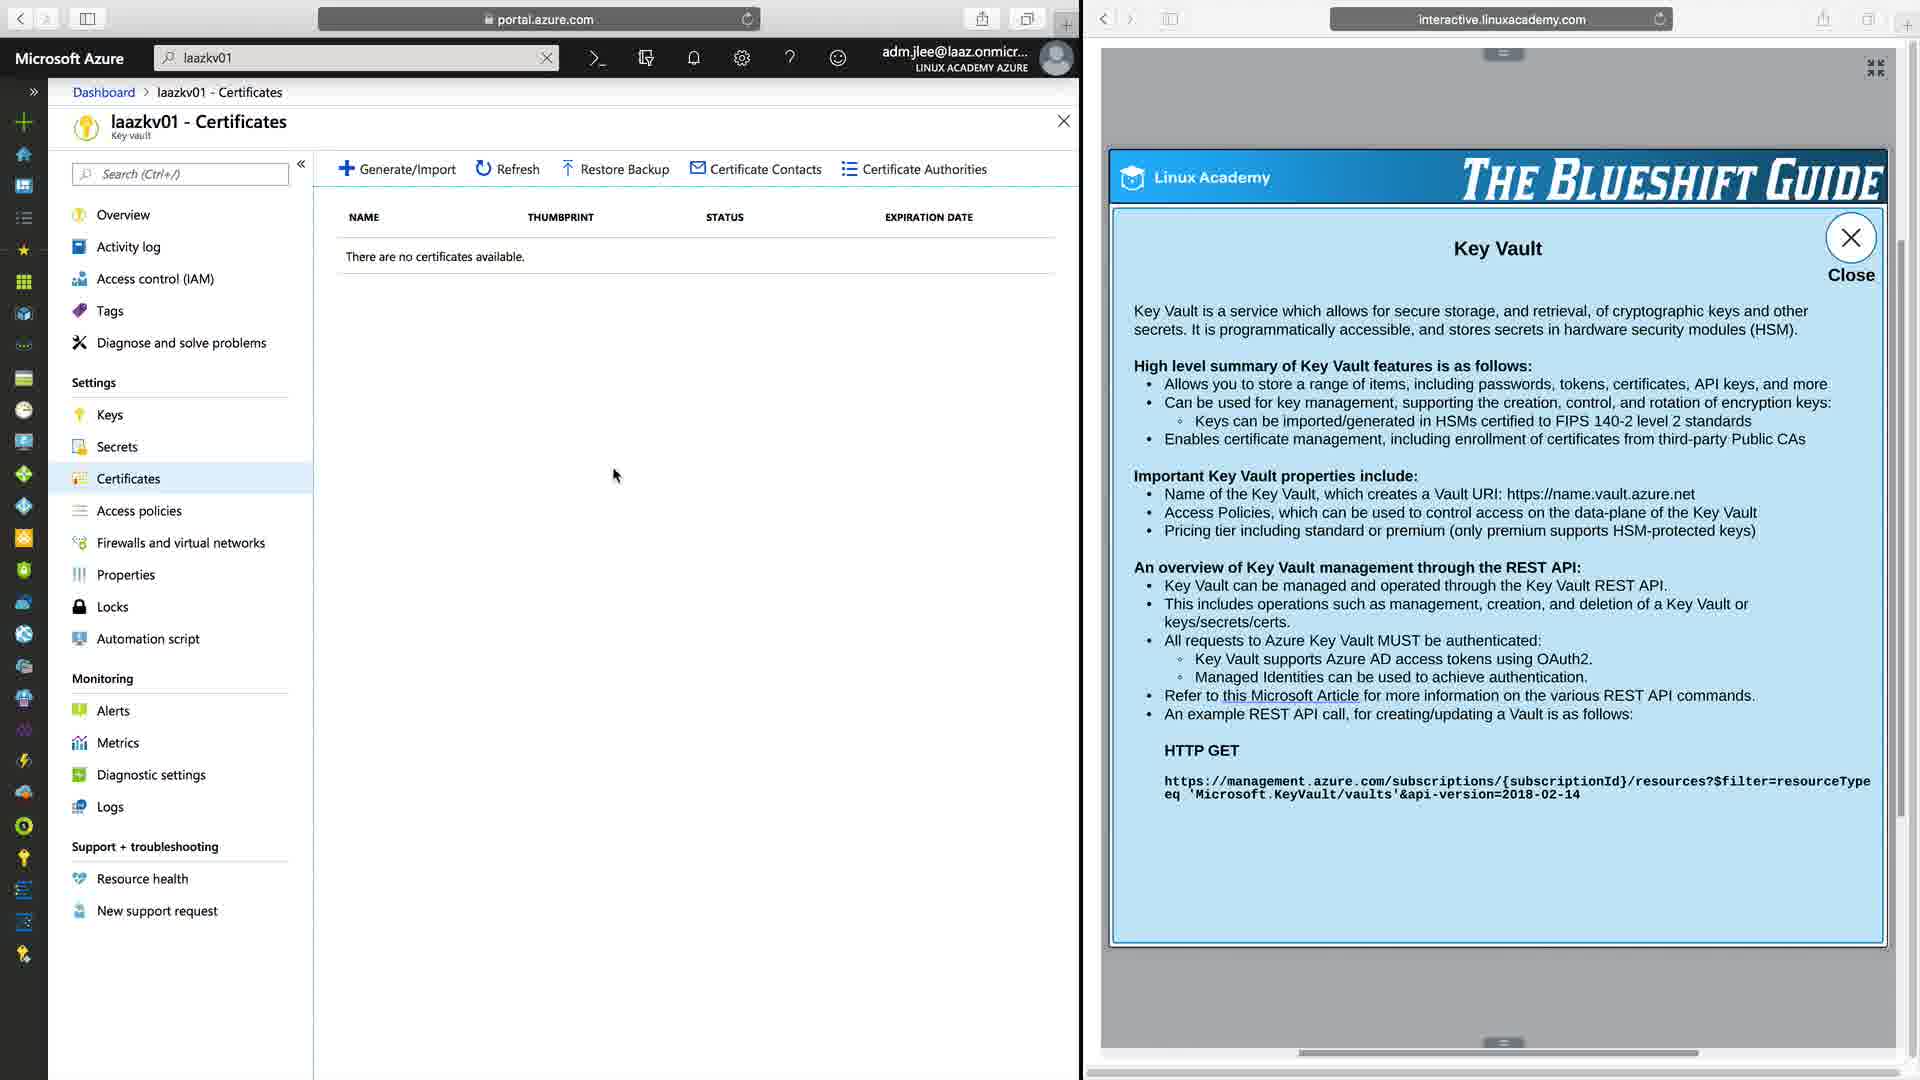 portal.azure.com
Microsoft Azure
laazkv01
adm.jlee@laaz.onmicr...
LINUX ACADEMY AZURE
Dashboard > laazkv01 - Certificates
laazkv01 - Certificates
Key vault
Search (Ctrl+/)
Overview
Activity log
Access control (IAM)
Tags
Diagnose and solve problems
Settings
Keys
Secrets
Certificates
Access policies
Firewalls and virtual networks
Properties
Locks
Automation script
Monitoring
Alerts
Metrics
Diagnostic settings
Logs
Support + troubleshooting
Resource health
New support request
Generate/Import Refresh Restore Backup Certificate Contacts Certificate Authorities
NAME THUMBPRINT STATUS EXPIRATION DATE
There are no certificates available.
interactive.linuxacademy.com
Linux Academy
THE BLUESHIFT GUIDE
Key Vault
Close
Key Vault is a service which allows for secure storage, and retrieval, of cryptographic keys and other
secrets. It is programmatically accessible, and stores secrets in hardware security modules (HSM).
High level summary of Key Vault features is as follows:
• Allows you to store a range of items, including passwords, tokens, certificates, API keys, and more
• Can be used for key management, supporting the creation, control, and rotation of encryption keys:
◦ Keys can be imported/generated in HSMs certified to FIPS 140-2 level 2 standards
• Enables certificate management, including enrollment of certificates from third-party Public CAs
Important Key Vault properties include:
• Name of the Key Vault, which creates a Vault URI: https://name.vault.azure.net
• Access Policies, which can be used to control access on the data-plane of the Key Vault
• Pricing tier including standard or premium (only premium supports HSM-protected keys)
An overview of Key Vault management through the REST API:
• Key Vault can be managed and operated through the Key Vault REST API.
• This includes operations such as management, creation, and deletion of a Key Vault or
keys/secrets/certs.
• All requests to Azure Key Vault MUST be authenticated:
◦ Key Vault supports Azure AD access tokens using OAuth2.
◦ Managed Identities can be used to achieve authentication.
• Refer to this Microsoft Article for more information on the various REST API commands.
• An example REST API call, for creating/updating a Vault is as follows:
HTTP GET
https://management.azure.com/subscriptions/{subscriptionId}/resources?$filter=resourceType
eq 'Microsoft.KeyVault/vaults'&api-version=2018-02-14